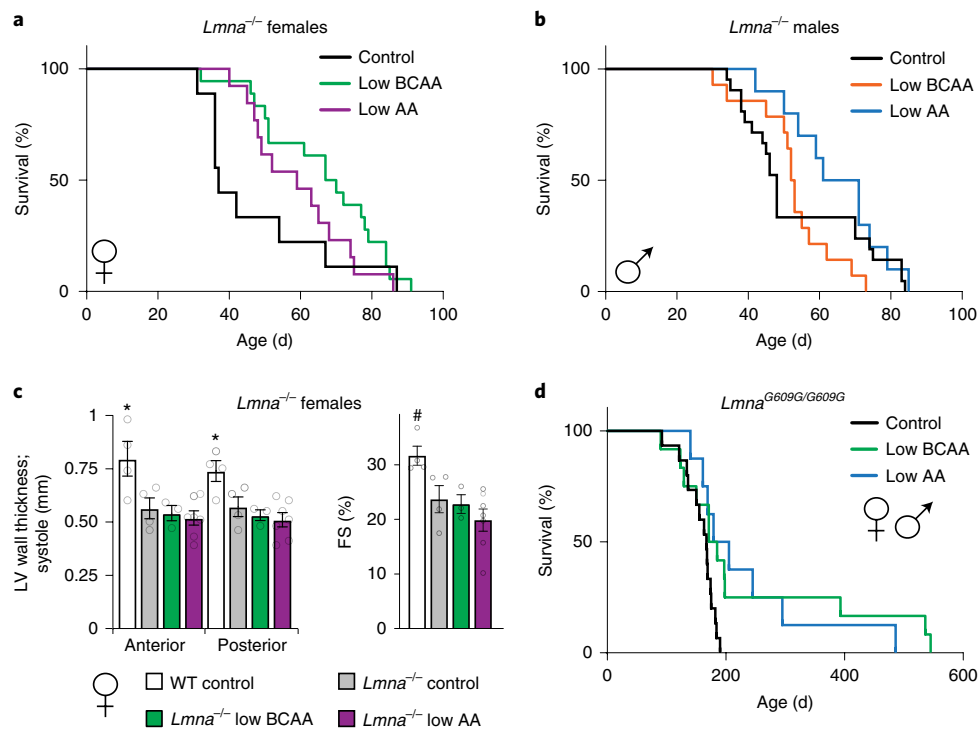 a
Lmna–/– females
Control
Low BCAA
Low AA
Survival (%)
100
50
0
0 20 40 60 80 100
Age (d)
b
Lmna–/– males
Control
Low BCAA
Low AA
Survival (%)
100
50
0
0 20 40 60 80 100
Age (d)
c
Lmna–/– females
LV wall thickness;
systole (mm)
1
0.75
0.50
0.25
0
* *
Anterior Posterior
FS (%)
30
20
10
0
#
WT control
Lmna–/– control
Lmna–/– low BCAA
Lmna–/– low AA
d
LmnaG609G/G609G
Control
Low BCAA
Low AA
Survival (%)
100
50
0
0 200 400 600
Age (d)